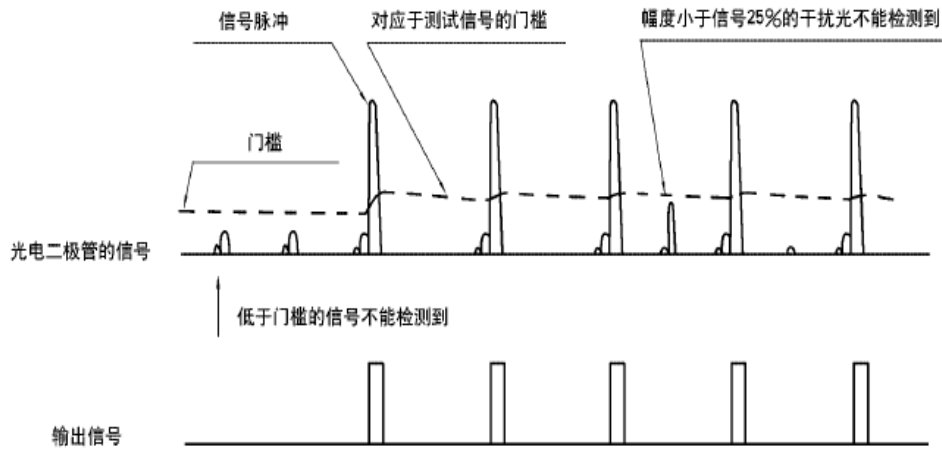 信号脉冲
对应于测试信号的门槛
幅度小于信号25%的干扰光不能检测到
门槛
光电二极管的信号
低于门槛的信号不能检测到
输出信号